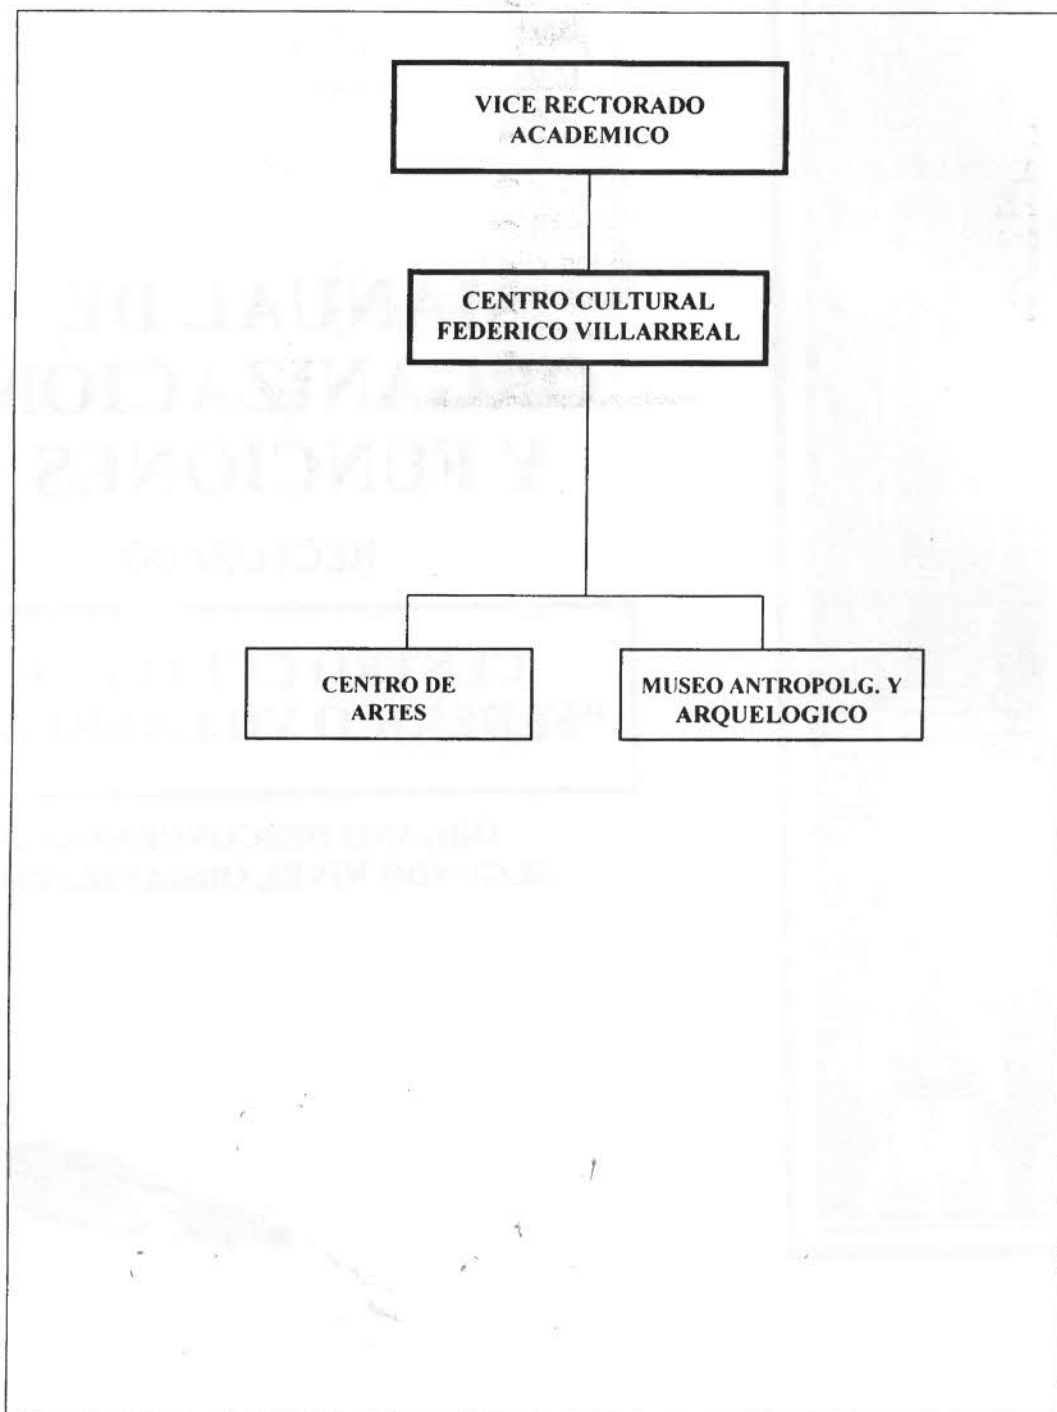 VICE RECTORADO
ACADEMICO
CENTRO CULTURAL
FEDERICO VILLARREAL
CENTRO DE
ARTES
MUSEO ANTROPOLG. Y
ARQUELOGICO